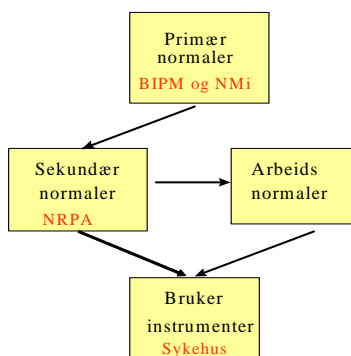 Primær
normaler
BIPM og NMi
Sekundær
normaler
NRPA
Arbeids
normaler
Bruker
instrumenter
Sykehus